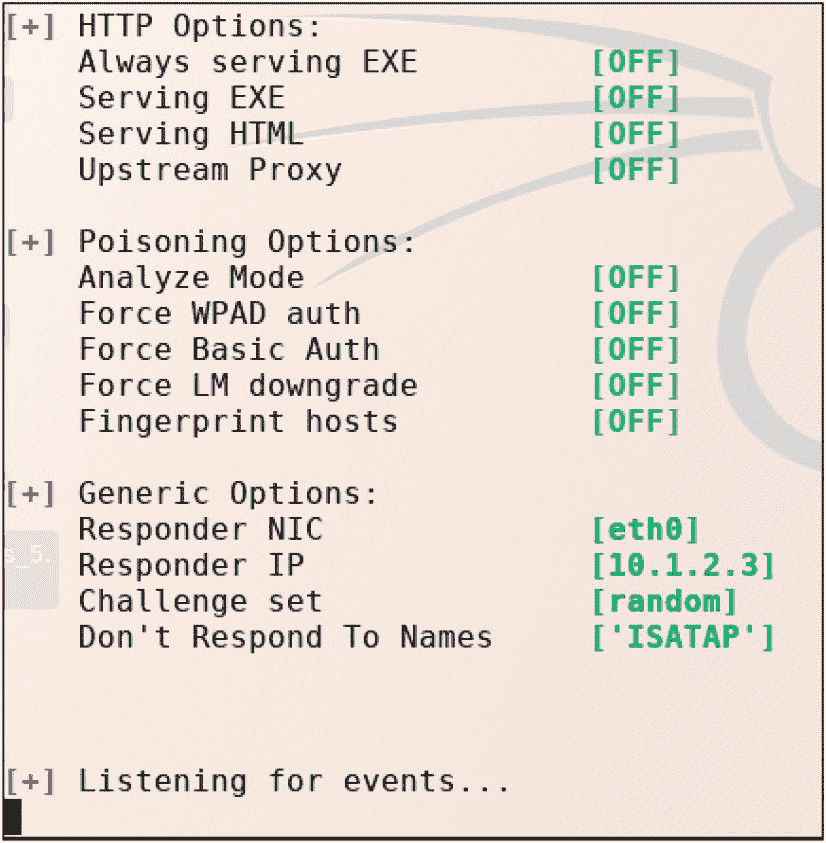 [+] HTTP Options:
Always serving EXE [OFF]
Serving EXE [OFF]
Serving HTML [OFF]
Upstream Proxy [OFF]
[+] Poisoning Options:
Analyze Mode [OFF]
Force WPAD auth [OFF]
Force Basic Auth [OFF]
Force LM downgrade [OFF]
Fingerprint hosts [OFF]
[+] Generic Options:
Responder NIC [eth0]
Responder IP [10.1.2.3]
s_5.
Challenge set [random]
Don't Respond To Names ['ISATAP']
[+] Listening for events...